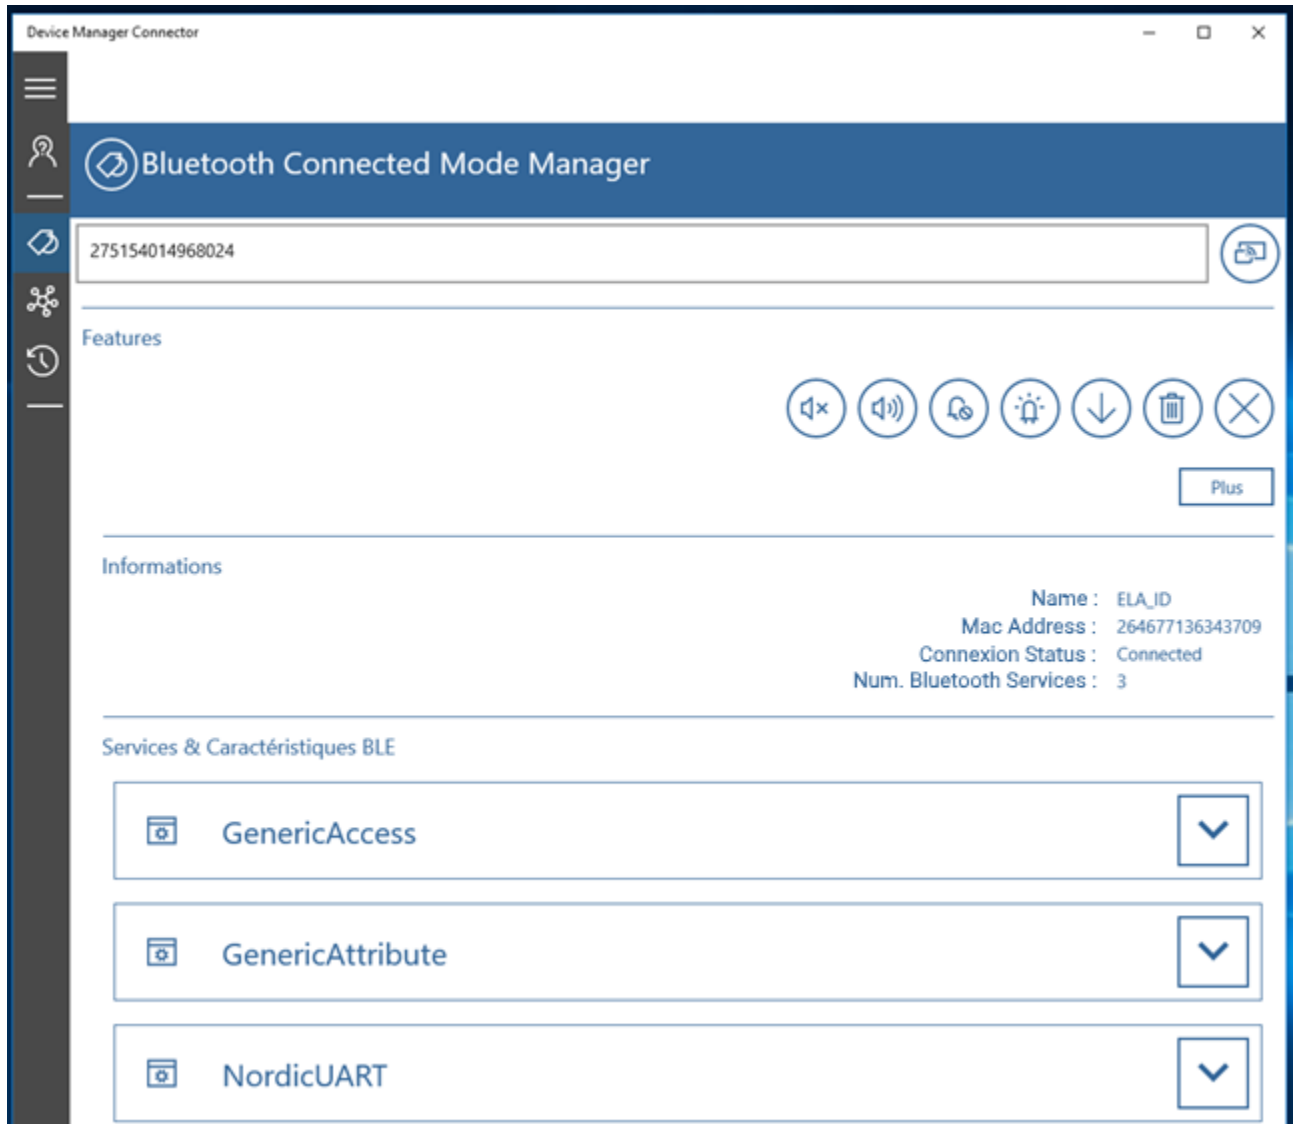 Device Manager Connector
Bluetooth Connected Mode Manager
275154014968024
Features
Plus
Informations
Name : ELA_ID
Mac Address : 264677136343709
Connexion Status : Connected
Num. Bluetooth Services : 3
Services & Caractéristiques BLE
GenericAccess
GenericAttribute
NordicUART